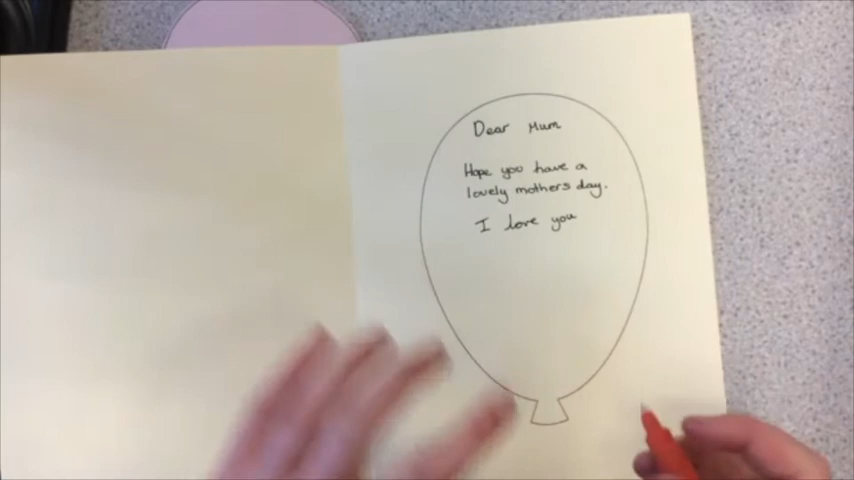 Dear Mum
Hope you have a
lovely mothers day.
I love you